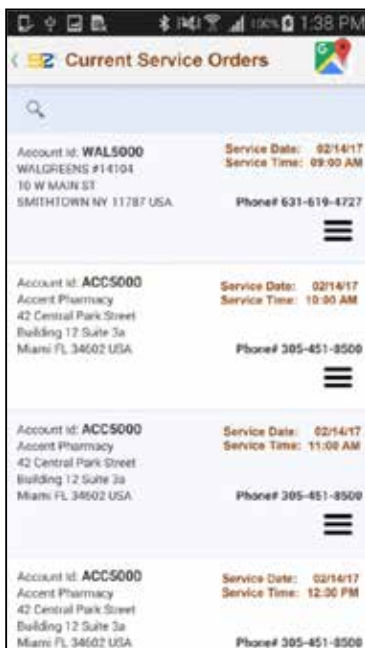 100% 1:38 PM
Current Service Orders
Account Id: WAL5000
Service Date: 02/14/17
WALGREENS #14104
Service Time: 09:00 AM
10 W MAIN ST
SMITHTOWN NY 11787 USA
Phone# 631-619-4727
Account Id: ACC5000
Service Date: 02/14/17
Accent Pharmacy
Service Time: 10:00 AM
42 Central Park Street
Building 12 Suite 3a
Miami FL 34602 USA
Phone# 305-451-8500
Account Id: ACC5000
Service Date: 02/14/17
Accent Pharmacy
Service Time: 11:00 AM
42 Central Park Street
Building 12 Suite 3a
Miami FL 34602 USA
Phone# 305-451-8500
Account Id: ACC5000
Service Date: 02/14/17
Accent Pharmacy
Service Time: 12:30 PM
42 Central Park Street
Building 12 Suite 3a
Miami FL 34602 USA
Phone# 305-451-8500